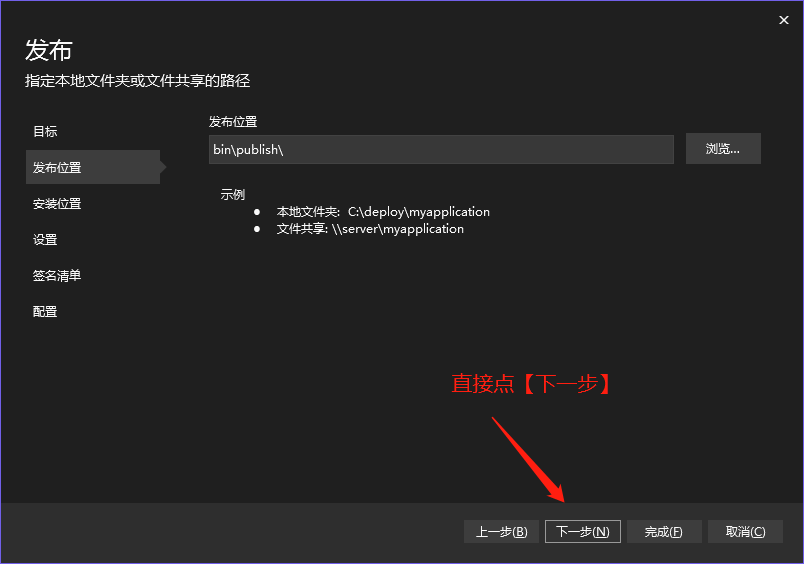 发布
指定本地文件夹或文件共享的路径
目标
发布位置
安装位置
设置
签名清单
配置
发布位置
bin\publish\
浏览...
示例
● 本地文件夹: C:\deploy\myapplication
● 文件共享: \\server\myapplication
直接点【下一步】
上一步(B)
下一步(N)
完成(F)
取消(C)